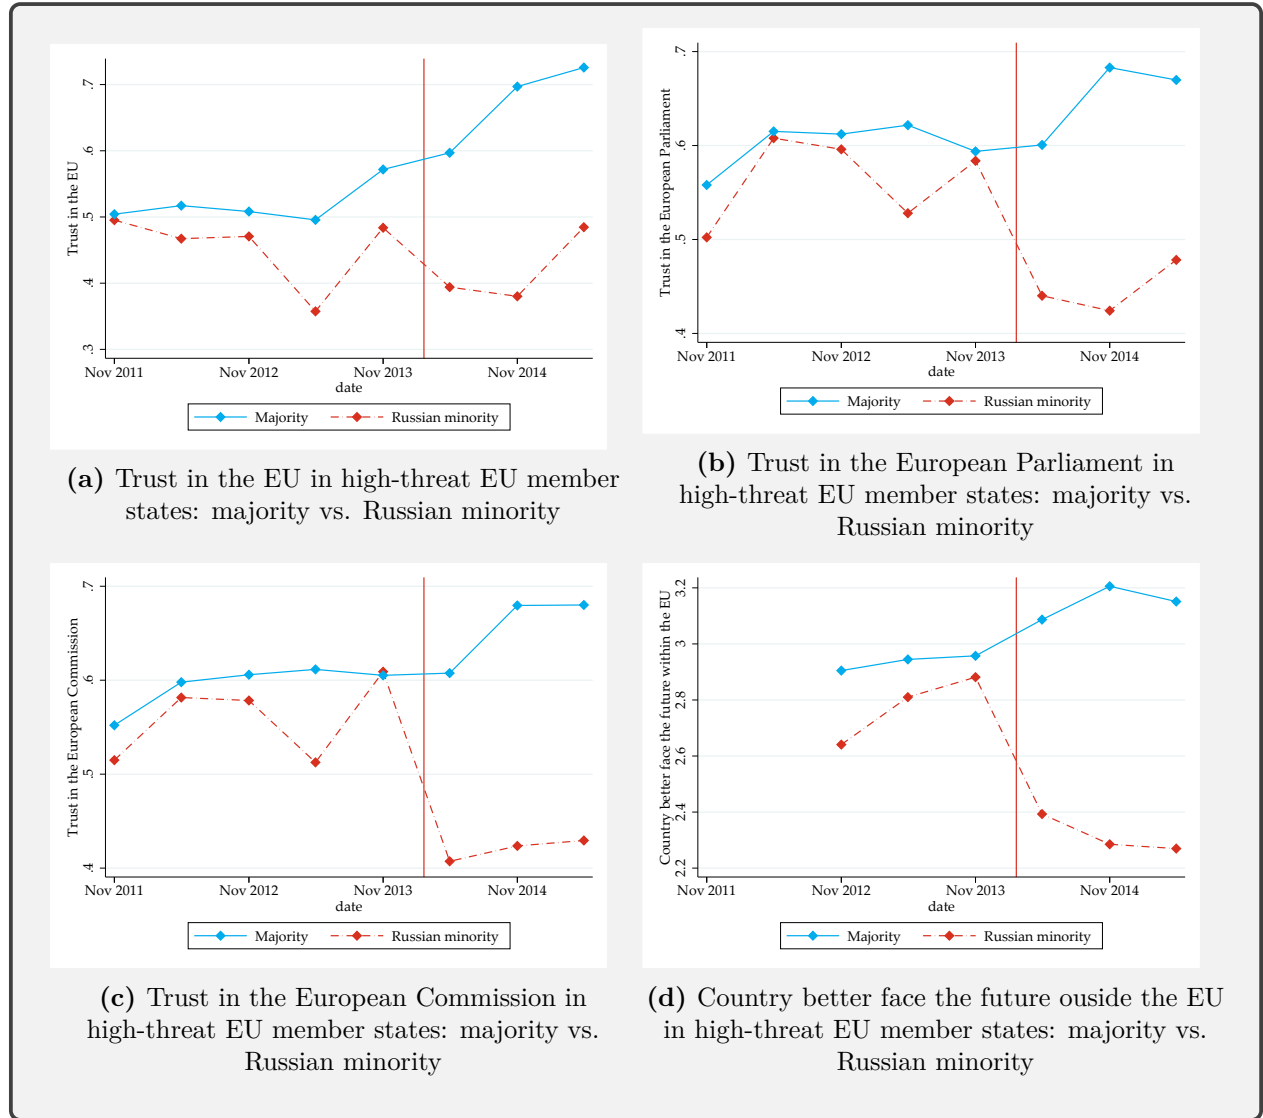 .7
.6
.5
.4
.3
Trust in the EU
Nov 2011 Nov 2012 Nov 2013 Nov 2014
date
Majority Russian minority
(a) Trust in the EU in high-threat EU member
states: majority vs. Russian minority
.7
.6
.5
.4
Trust in the European Parliament
Nov 2011 Nov 2012 Nov 2013 Nov 2014
date
Majority Russian minority
(b) Trust in the European Parliament in
high-threat EU member states: majority vs.
Russian minority
.7
.6
.5
.4
Trust in the European Commission
Nov 2011 Nov 2012 Nov 2013 Nov 2014
date
Majority Russian minority
(c) Trust in the European Commission in
high-threat EU member states: majority vs.
Russian minority
3.2
3
2.8
2.6
2.4
2.2
Country better face the future within the EU
Nov 2011 Nov 2012 Nov 2013 Nov 2014
date
Majority Russian minority
(d) Country better face the future ouside the EU
in high-threat EU member states: majority vs.
Russian minority